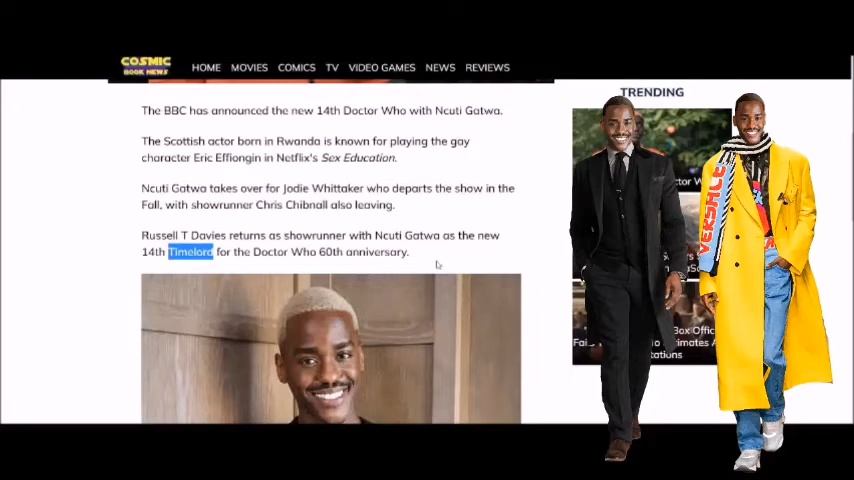 COSMIC
BOOK NEWS
HOME MOVIES COMICS TV VIDEO GAMES NEWS REVIEWS
TRENDING
The BBC has announced the new 14th Doctor Who with Ncuti Gatwa.
The Scottish actor born in Rwanda is known for playing the gay
character Eric Effiongin in Netflix's Sex Education.
Ncuti Gatwa takes over for Jodie Whittaker who departs the show in the
Fall, with showrunner Chris Chibnall also leaving.
Russell T Davies returns as showrunner with Ncuti Gatwa as the new
14th Timelord for the Doctor Who 60th anniversary.
ctor W
Box Offic
VERSACE